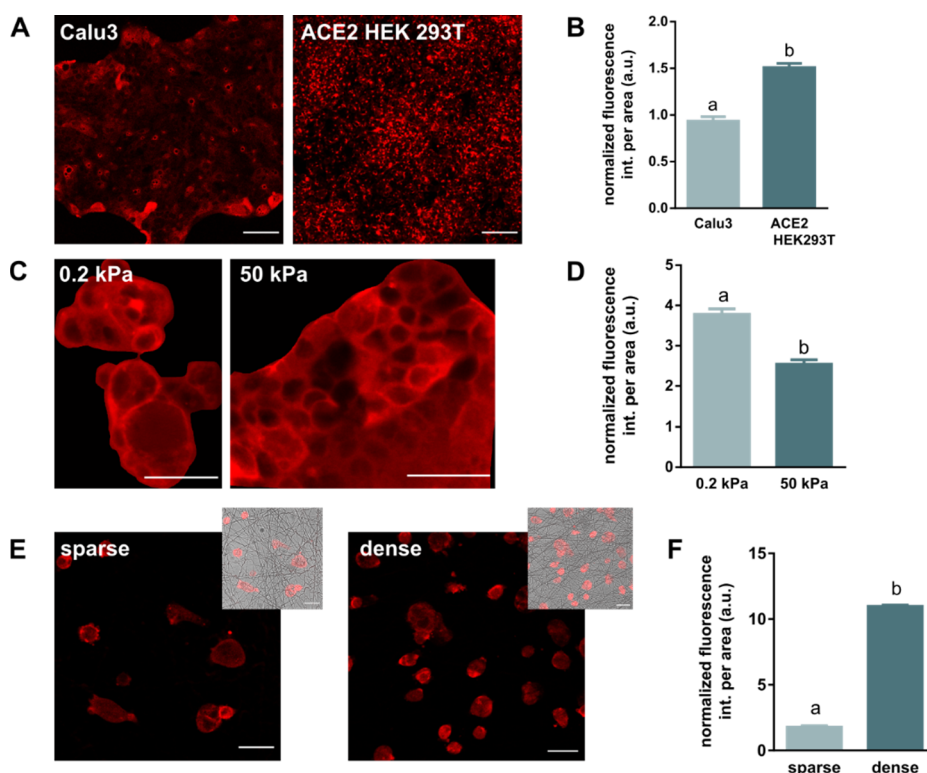 A
Calu3
ACE2 HEK 293T
B
normalized fluorescence
int. per area (a.u.)
2.0
1.5
1.0
0.5
0.0
a
b
Calu3
ACE2
HEK293T
C
0.2 kPa
50 kPa
D
normalized fluorescence
int. per area (a.u.)
5
4
3
2
1
0
a
b
0.2 kPa
50 kPa
E
sparse
dense
F
normalized fluorescence
int. per area (a.u.)
15
10
5
0
a
b
sparse
dense